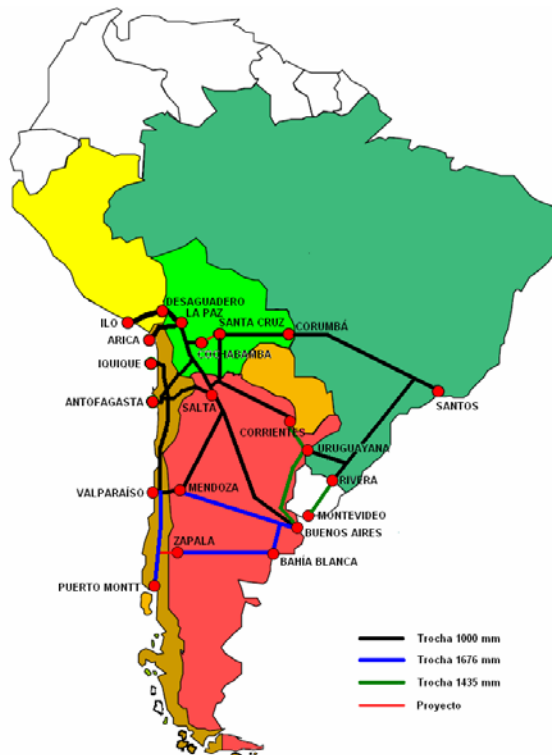 DESAGUADERO
LA PAZ
ILO
SANTA CRUZ
CORUMBÁ
ARICA
COCHABAMBA
IQUIQUE
ANTOFAGASTA
SALTA
SANTOS
CORRIENTES
URUGUAYANA
RIVERA
VALPARAÍSO
MENDOZA
MONTEVIDEO
BUENOS AIRES
ZAPALA
BAHÍA BLANCA
PUERTO MONTT
Trocha 1000 mm
Trocha 1676 mm
Trocha 1435 mm
Proyecto